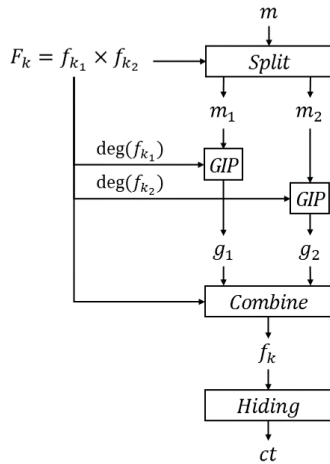 m
F_k = f_{k_1} × f_{k_2}
Split
m_1 m_2
deg(f_{k_1})
GIP
deg(f_{k_2})
GIP
g_1 g_2
Combine
f_k
Hiding
ct